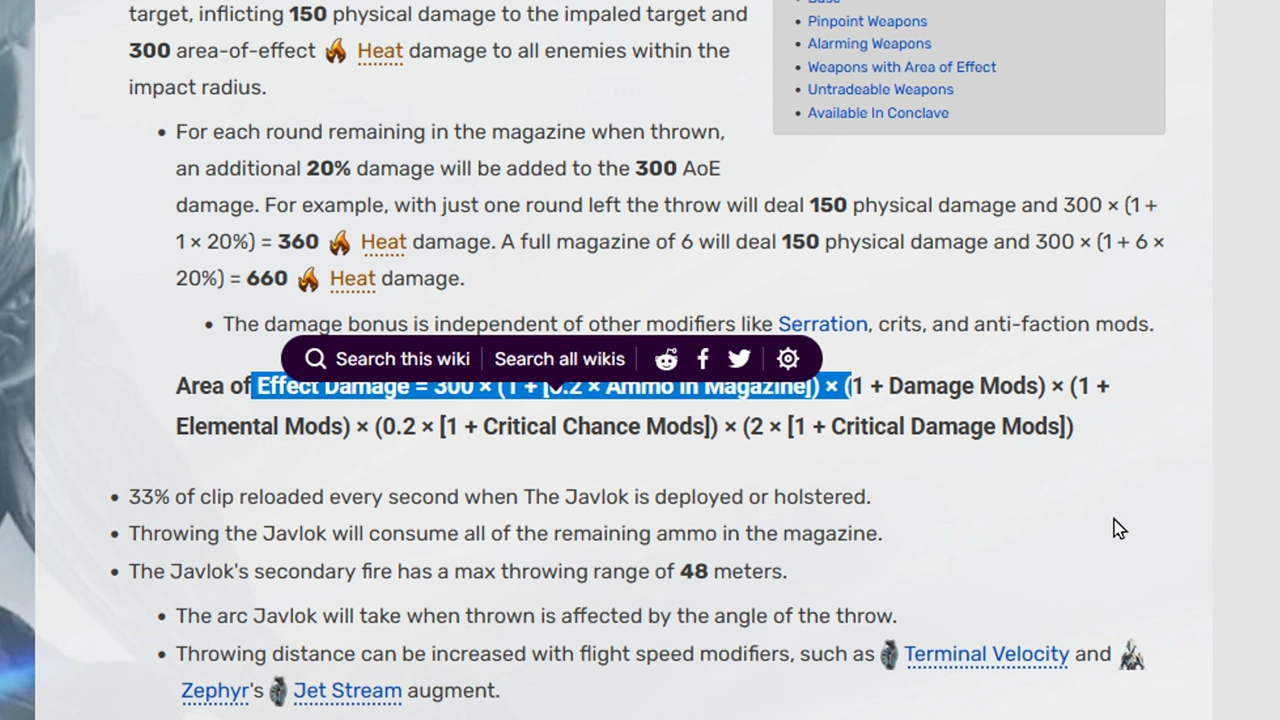 target, inflicting 150 physical damage to the impaled target and
300 area-of-effect Heat damage to all enemies within the
impact radius.
Pinpoint Weapons
Alarming Weapons
Weapons with Area of Effect
Untradeable Weapons
Available In Conclave
• For each round remaining in the magazine when thrown,
an additional 20% damage will be added to the 300 AoE
damage. For example, with just one round left the throw will deal 150 physical damage and 300 × (1 +
1 × 20%) = 360 Heat damage. A full magazine of 6 will deal 150 physical damage and 300 × (1 + 6 ×
20%) = 660 Heat damage.
• The damage bonus is independent of other modifiers like Serration, crits, and anti-faction mods.
Search this wiki Search all wikis
Area of Effect Damage = 300 × (1 + [0.2 × Ammo in Magazine]) × (1 + Damage Mods) × (1 +
Elemental Mods) × (0.2 × [1 + Critical Chance Mods]) × (2 × [1 + Critical Damage Mods])
• 33% of clip reloaded every second when The Javlok is deployed or holstered.
• Throwing the Javlok will consume all of the remaining ammo in the magazine.
• The Javlok's secondary fire has a max throwing range of 48 meters.
• The arc Javlok will take when thrown is affected by the angle of the throw.
• Throwing distance can be increased with flight speed modifiers, such as Terminal Velocity and
Zephyr's Jet Stream augment.